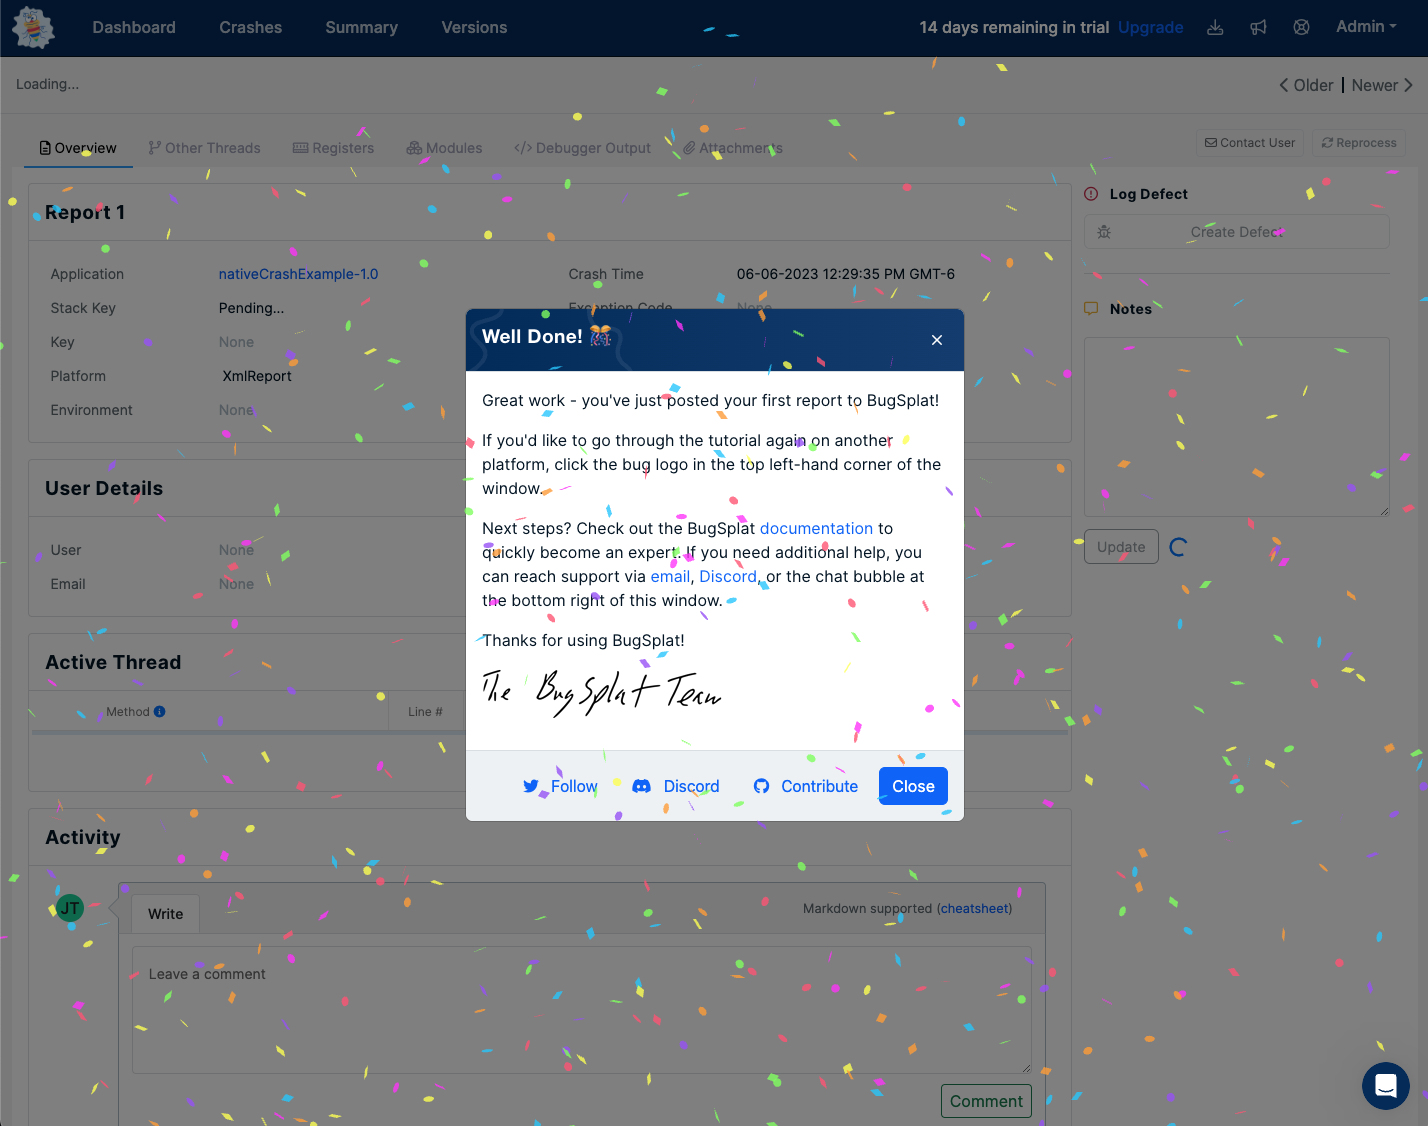 Dashboard Crashes Summary Versions 14 days remaining in trial Upgrade Admin
Loading... Older | Newer
Overview Other Threads Registers Modules Debugger Output Attachments Contact User Reprocess
Report 1
Application nativeCrashExample-1.0 Crash Time 06-06-2023 12:29:35 PM GMT-6
Stack Key Pending... Exception Code None
Key None
Platform XmlReport
Environment None
User Details
User None
Email None
Active Thread
Method Line #
Activity
JT
Write Markdown supported (cheatsheet)
Leave a comment
Comment
Log Defect
Create Defect
Notes
Update
Well Done!
Great work - you've just posted your first report to BugSplat!
If you'd like to go through the tutorial again on another
platform, click the bug logo in the top left-hand corner of the
window.
Next steps? Check out the BugSplat documentation to
quickly become an expert. If you need additional help, you
can reach support via email, Discord, or the chat bubble at
the bottom right of this window.
Thanks for using BugSplat!
The BugSplat Team
Follow Discord Contribute Close